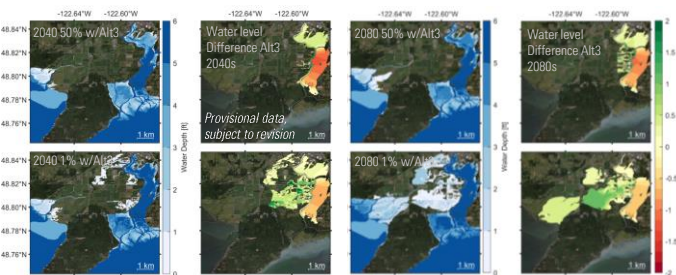 -122.64°W -122.60°W
-122.64°W -122.60°W
-122.64°W -122.60°W
-122.64°W -122.60°W
48.84°N
48.82°N
48.80°N
48.78°N
48.76°N
2040 50% w/Alt3
1 km
Water level
Difference Alt3
2040s
Provisional data,
subject to revision
1 km
2080 50% w/Alt3
1 km
Water level
Difference Alt3
2080s
1 km
6
5
4
3
2
1
0
Water Depth [ft]
6
5
4
3
2
1
0
Water Depth [ft]
2
1.5
1
0.5
0
-0.5
-1
-1.5
-2
48.84°N
48.82°N
48.80°N
48.78°N
48.76°N
2040 1% w/Alt3
1 km
1 km
2080 1% w/Alt3
1 km
1 km